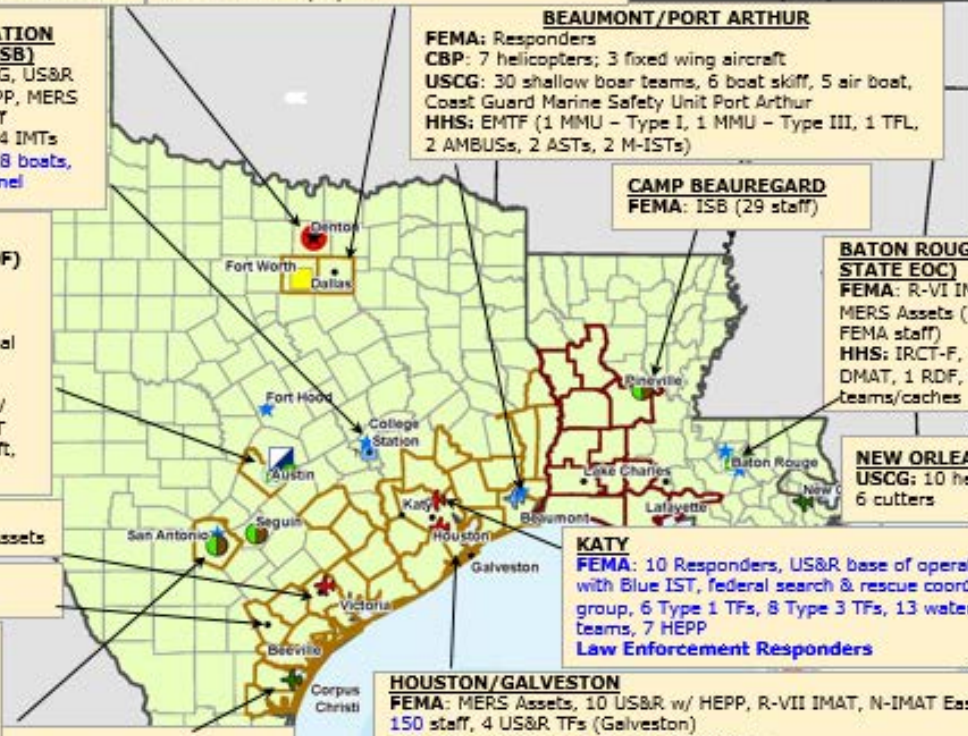 ATION
SB)
G, US&R
PP, MERS
4 IMTs
8 boats,
nel
BEAUMONT/PORT ARTHUR
FEMA: Responders
CBP: 7 helicopters; 3 fixed wing aircraft
USCG: 30 shallow boar teams, 6 boat skiff, 5 air boat,
Coast Guard Marine Safety Unit Port Arthur
HHS: EMTF (1 MMU – Type I, 1 MMU – Type III, 1 TFL,
2 AMBUSs, 2 ASTs, 2 M-ISTs)
CAMP BEAUREGARD
FEMA: ISB (29 staff)
F)
al
ft,
ssets
BATON ROUG
STATE EOC)
FEMA: R-VI IM
MERS Assets (
FEMA staff)
HHS: IRCT-F,
DMAT, 1 RDF,
teams/caches
NEW ORLEA
USCG: 10 he
6 cutters
Denton
Fort Worth
Dallas
Pineville
Fort Hood
College
Station
Austin
Lake Charles
Baton Rouge
New
Katy
Beaumont
Lafayette
San Antonio
Seguin
Houston
Galveston
Victoria
Beeville
Corpus
Christi
KATY
FEMA: 10 Responders, US&R base of opera
with Blue IST, federal search & rescue coord
group, 6 Type 1 TFs, 8 Type 3 TFs, 13 water
teams, 7 HEPP
Law Enforcement Responders
HOUSTON/GALVESTON
FEMA: MERS Assets, 10 US&R w/ HEPP, R-VII IMAT, N-IMAT Eas
150 staff, 4 US&R TFs (Galveston)